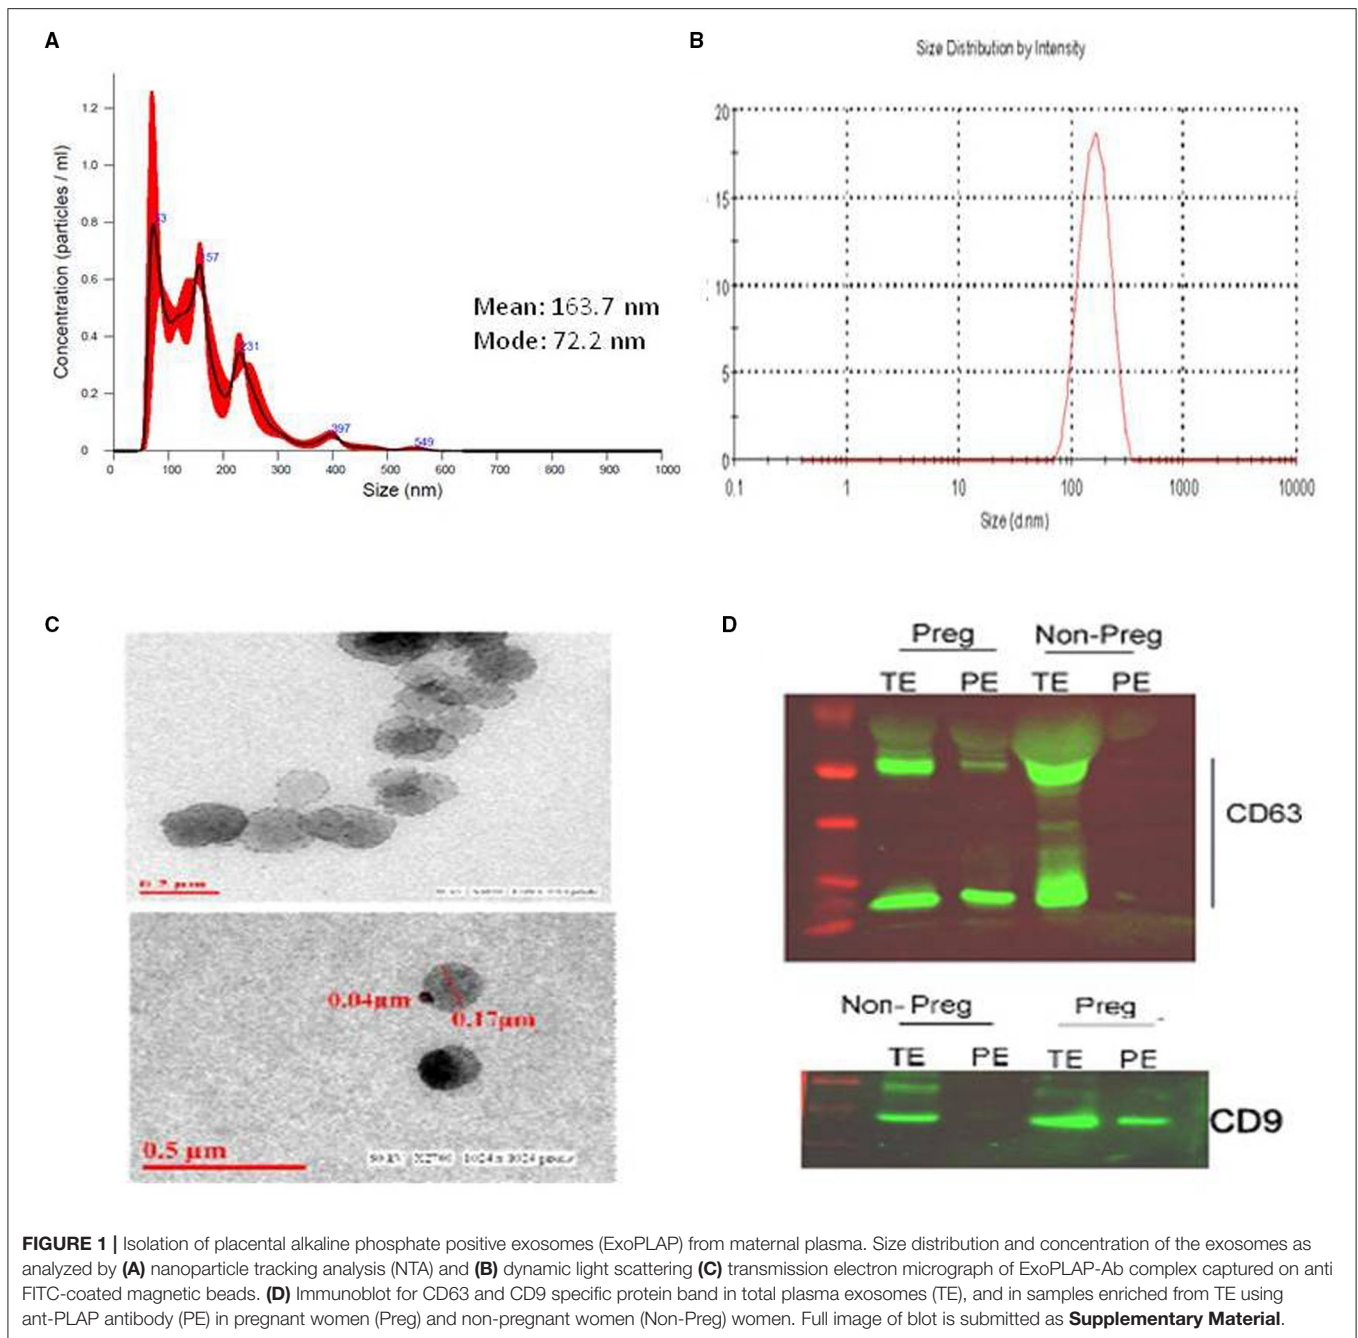 A
1.2
1.0
0.8
0.6
0.4
0.2
0
Concentration (particles / ml)
157
231
397
549
Mean: 163.7 nm
Mode: 72.2 nm
0 100 200 300 400 500 600 700 800 900 1000
Size (nm)
B
Size Distribution by Intensity
20
15
10
5
0
0.1 1 10 100 1000 10000
Size (d.nm)
C
0.2 µm
0.04µm
0.17µm
0.5 µm
1024 x 1024 pixels
D
Preg Non-Preg
TE PE TE PE
CD63
Non-Preg Preg
TE PE TE PE
CD9
FIGURE 1 | Isolation of placental alkaline phosphate positive exosomes (ExoPLAP) from maternal plasma. Size distribution and concentration of the exosomes as
analyzed by (A) nanoparticle tracking analysis (NTA) and (B) dynamic light scattering (C) transmission electron micrograph of ExoPLAP-Ab complex captured on anti
FITC-coated magnetic beads. (D) Immunoblot for CD63 and CD9 specific protein band in total plasma exosomes (TE), and in samples enriched from TE using
ant-PLAP antibody (PE) in pregnant women (Preg) and non-pregnant women (Non-Preg) women. Full image of blot is submitted as Supplementary Material.